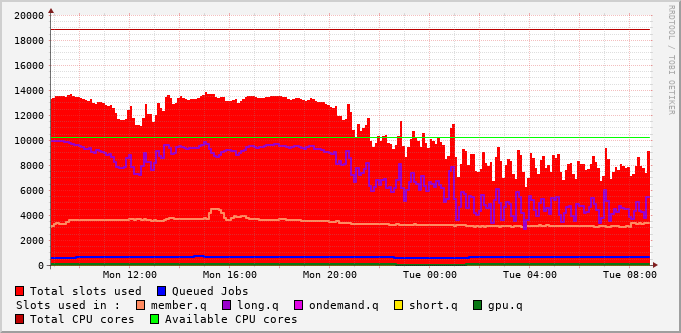 20000
18000
16000
14000
12000
10000
8000
6000
4000
2000
0
Mon 12:00 Mon 16:00 Mon 20:00 Tue 00:00 Tue 04:00 Tue 08:00
RRDTOOL / TOBI OETIKER
Total slots used Queued Jobs
Slots used in : member.q long.q ondemand.q short.q gpu.q
Total CPU cores Available CPU cores